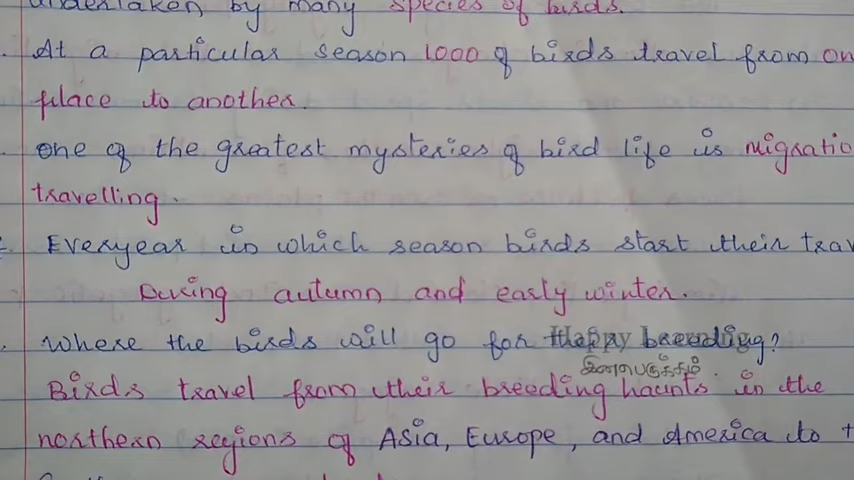 undertaken by many species of birds.
At a particular season 1000 of birds travel from on
place to another.
one of the greatest mysteries of bird life is migratio
travelling.
Everyyear in which season birds start their trav
During autumn and early winter.
Where the birds will go for Happy breeding?
இனப்பெருக்கம்.
Birds travel from their breeding haunts in the
northern regions of Asia, Europe, and America to t